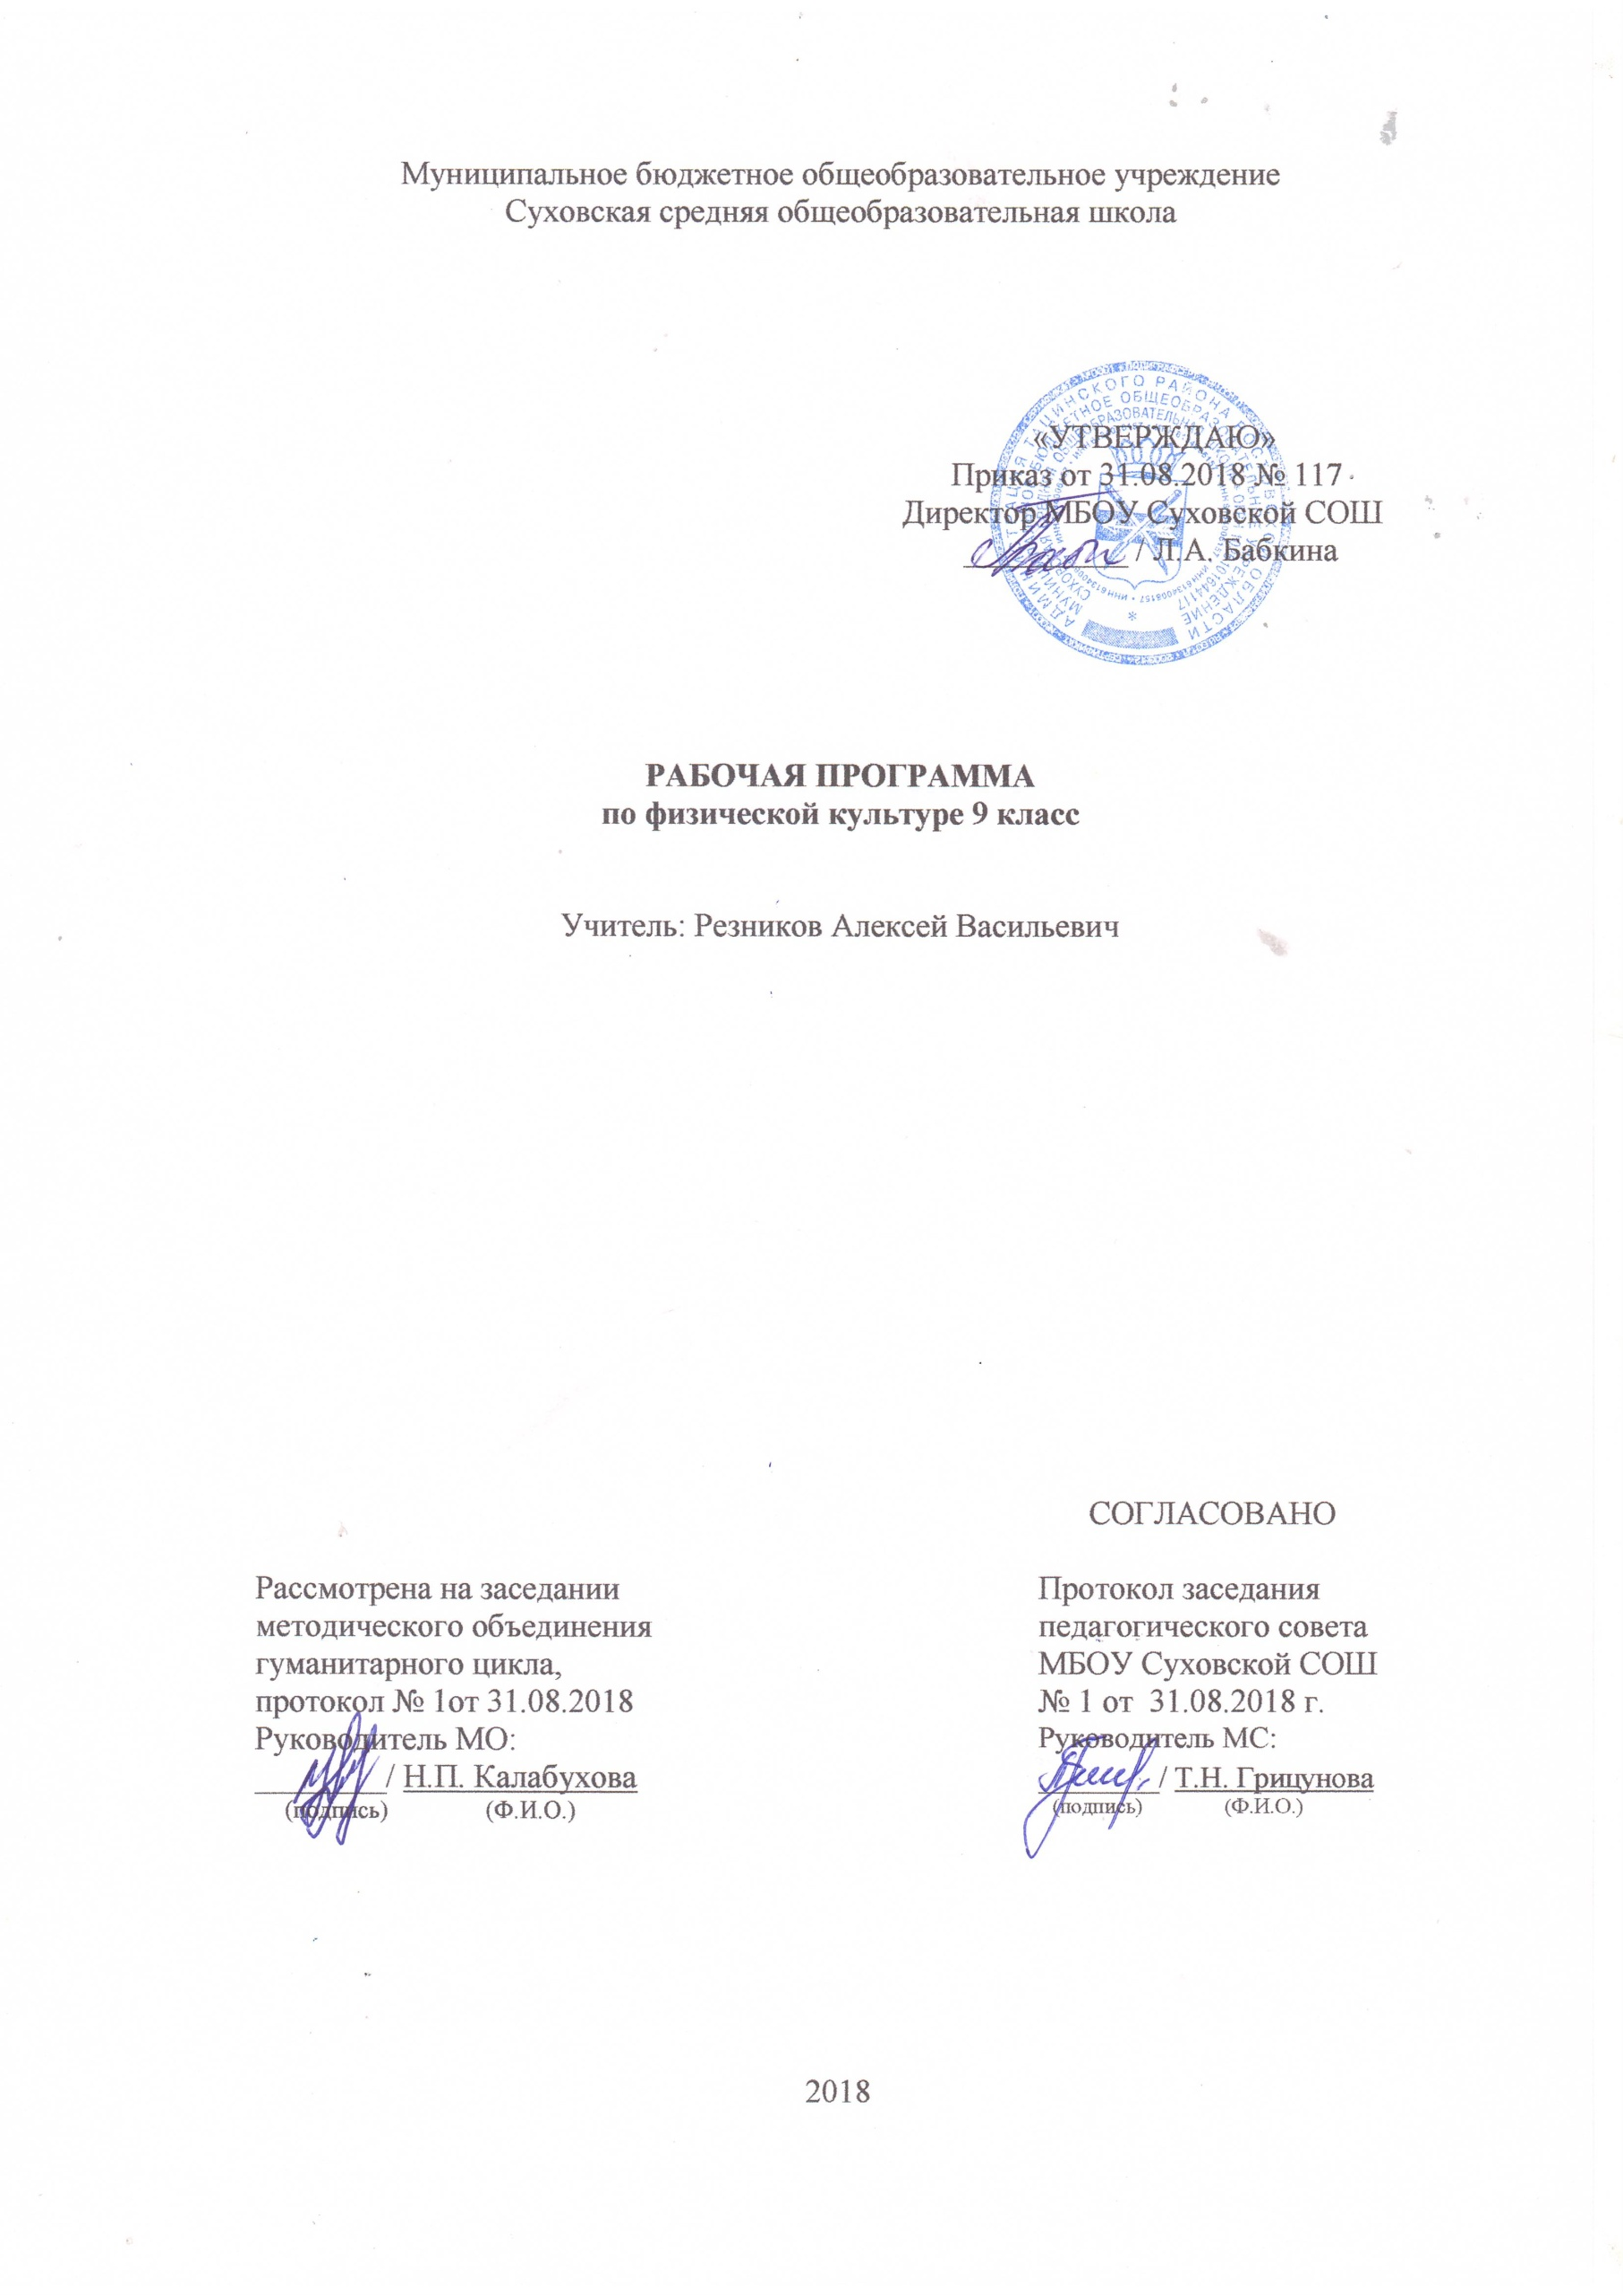 Муниципальное бюджетное общеобразовательное учреждение
Суховская средняя общеобразовательная школа
«УТВЕРЖДАЮ»
Приказ от 31.08.2018 № 117
Директор МБОУ Суховской СОШ
/ Л.А. Бабкина
РАБОЧАЯ ПРОГРАММА
по физической культуре 9 класс
Учитель: Резников Алексей Васильевич
СОГЛАСОВАНО
Рассмотрена на заседании
методического объединения
гуманитарного цикла,
протокол № 1от 31.08.2018
Руководитель МО:
/ Н.П. Калабухова
(подпись) (Ф.И.О.)
Протокол заседания
педагогического совета
МБОУ Суховской СОШ
№ 1 от 31.08.2018 г.
Руководитель МС:
/ Т.Н. Грицунова
(подпись) (Ф.И.О.)
2018